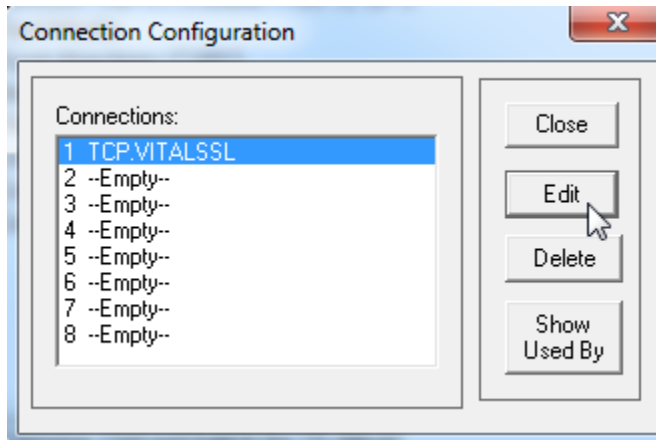 Connection Configuration
Connections:
1 TCP.VITALSSL
2 --Empty--
3 --Empty--
4 --Empty--
5 --Empty--
6 --Empty--
7 --Empty--
8 --Empty--
Close
Edit
Delete
Show
Used By